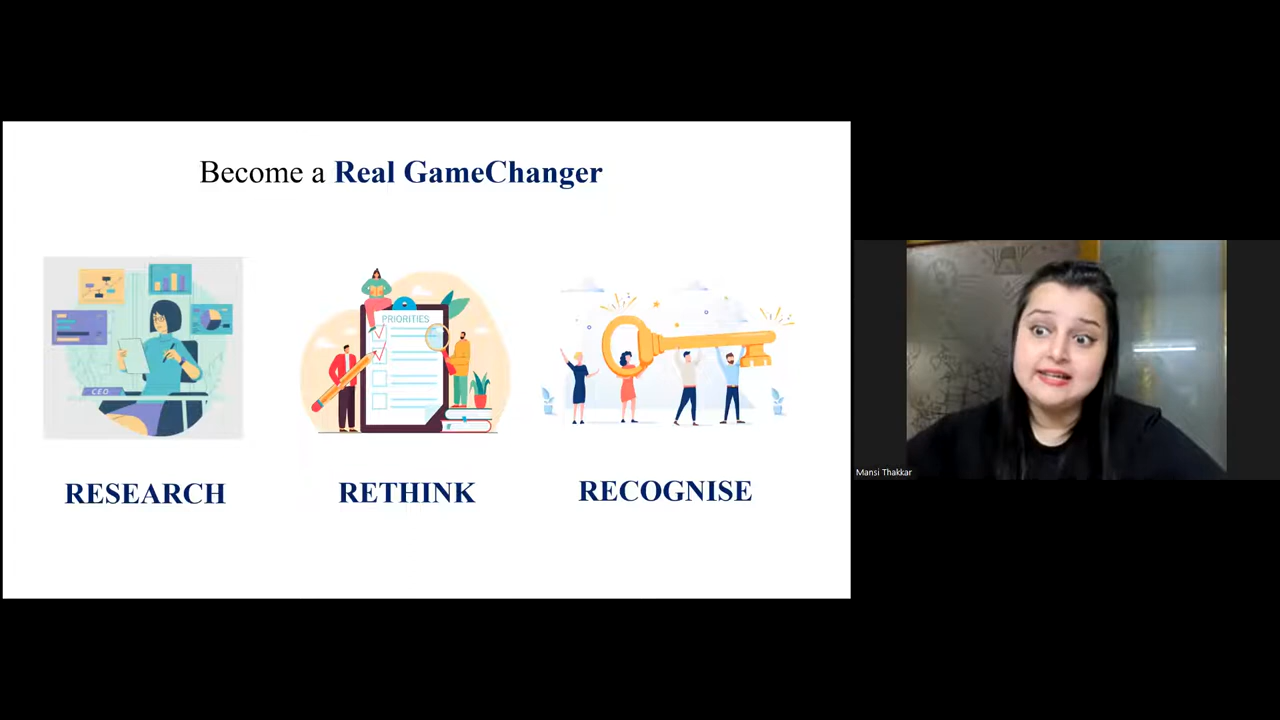 Become a Real GameChanger
CEO
PRIORITIES
RESEARCH
RETHINK
RECOGNISE
Mansi Thakkar